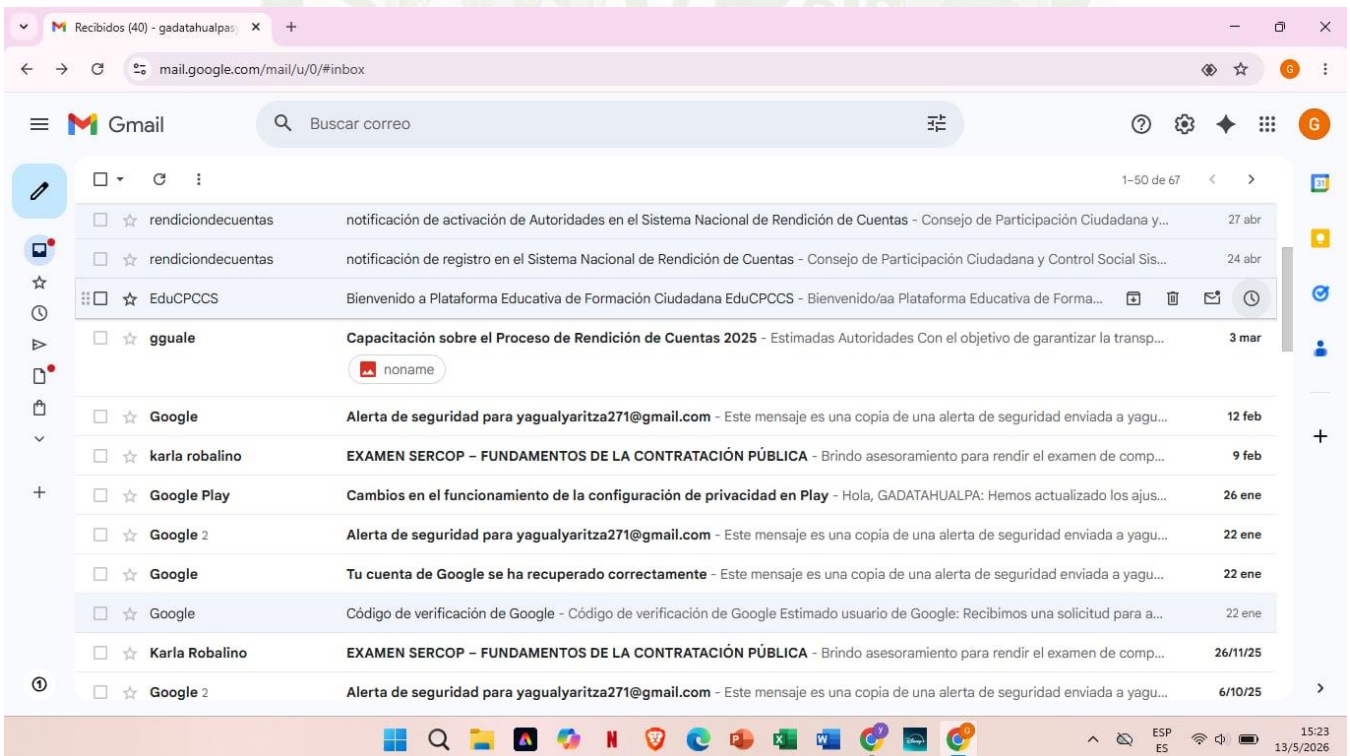 Recibidos (40) - gadatahualpas
mail.google.com/mail/u/0/#inbox
G
Gmail
Buscar correo
G
1–50 de 67
31
rendiciondecuentas notificación de activación de Autoridades en el Sistema Nacional de Rendición de Cuentas - Consejo de Participación Ciudadana y... 27 abr
rendiciondecuentas notificación de registro en el Sistema Nacional de Rendición de Cuentas - Consejo de Participación Ciudadana y Control Social Sis... 24 abr
EduCPCCS Bienvenido a Plataforma Educativa de Formación Ciudadana EduCPCCS - Bienvenido/aa Plataforma Educativa de Forma...
gguale Capacitación sobre el Proceso de Rendición de Cuentas 2025 - Estimadas Autoridades Con el objetivo de garantizar la transp... 3 mar
noname
Google Alerta de seguridad para yagualyaritza271@gmail.com - Este mensaje es una copia de una alerta de seguridad enviada a yagu... 12 feb
karla robalino EXAMEN SERCOP – FUNDAMENTOS DE LA CONTRATACIÓN PÚBLICA - Brindo asesoramiento para rendir el examen de comp... 9 feb
Google Play Cambios en el funcionamiento de la configuración de privacidad en Play - Hola, GADATAHUALPA: Hemos actualizado los ajus... 26 ene
Google 2 Alerta de seguridad para yagualyaritza271@gmail.com - Este mensaje es una copia de una alerta de seguridad enviada a yagu... 22 ene
Google Tu cuenta de Google se ha recuperado correctamente - Este mensaje es una copia de una alerta de seguridad enviada a yagu... 22 ene
Google Código de verificación de Google - Código de verificación de Google Estimado usuario de Google: Recibimos una solicitud para a... 22 ene
Karla Robalino EXAMEN SERCOP – FUNDAMENTOS DE LA CONTRATACIÓN PÚBLICA - Brindo asesoramiento para rendir el examen de comp... 26/11/25
Google 2 Alerta de seguridad para yagualyaritza271@gmail.com - Este mensaje es una copia de una alerta de seguridad enviada a yagu... 6/10/25
ESP 15:23
ES 13/5/2026